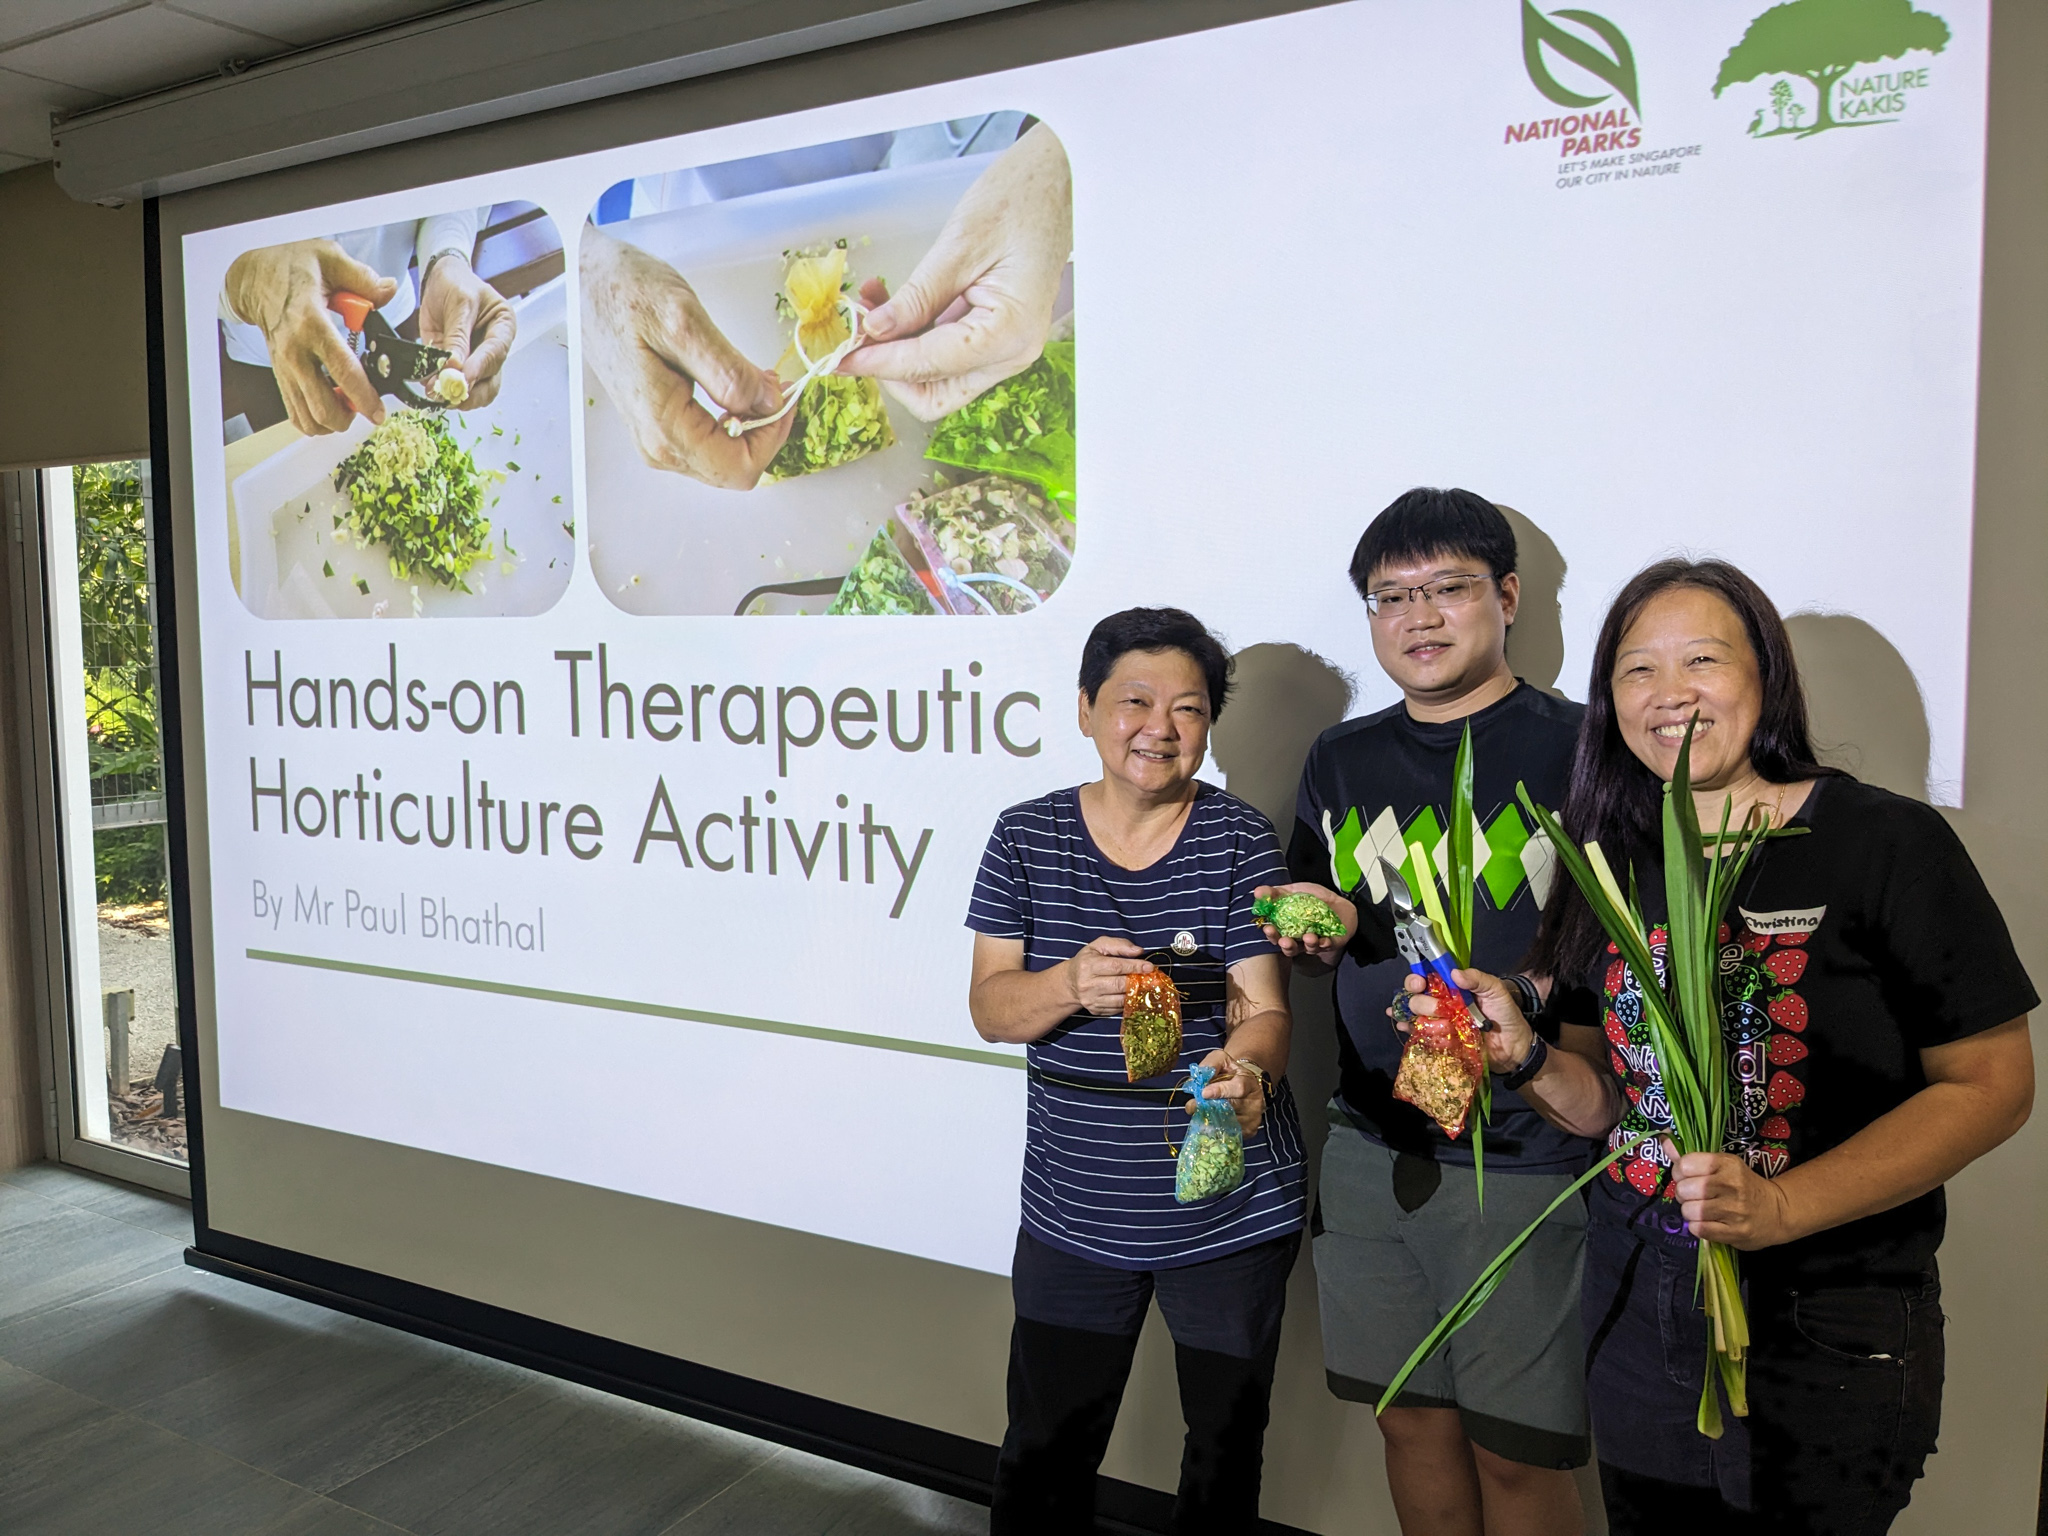 NATIONAL
PARKS
LET'S MAKE SINGAPORE
OUR CITY IN NATURE
NATURE
KAKIS
Hands-on Therapeutic
Horticulture Activity
By Mr Paul Bhathal
Christina